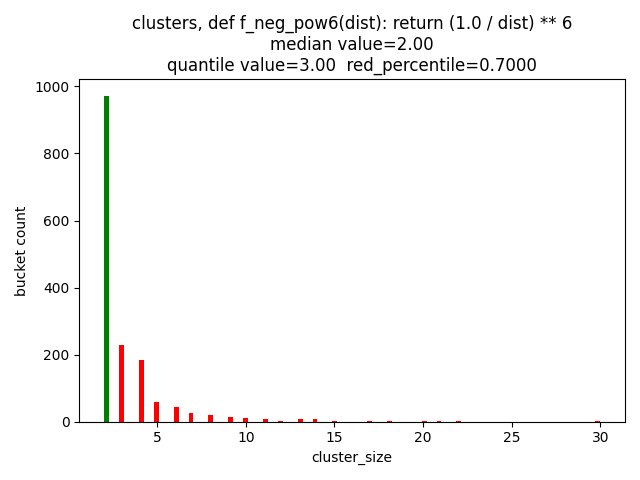 clusters, def f_neg_pow6(dist): return (1.0 / dist) ** 6
median value=2.00
quantile value=3.00  red_percentile=0.7000
1000
800
600
400
200
0
bucket count
5
10
15
20
25
30
cluster_size